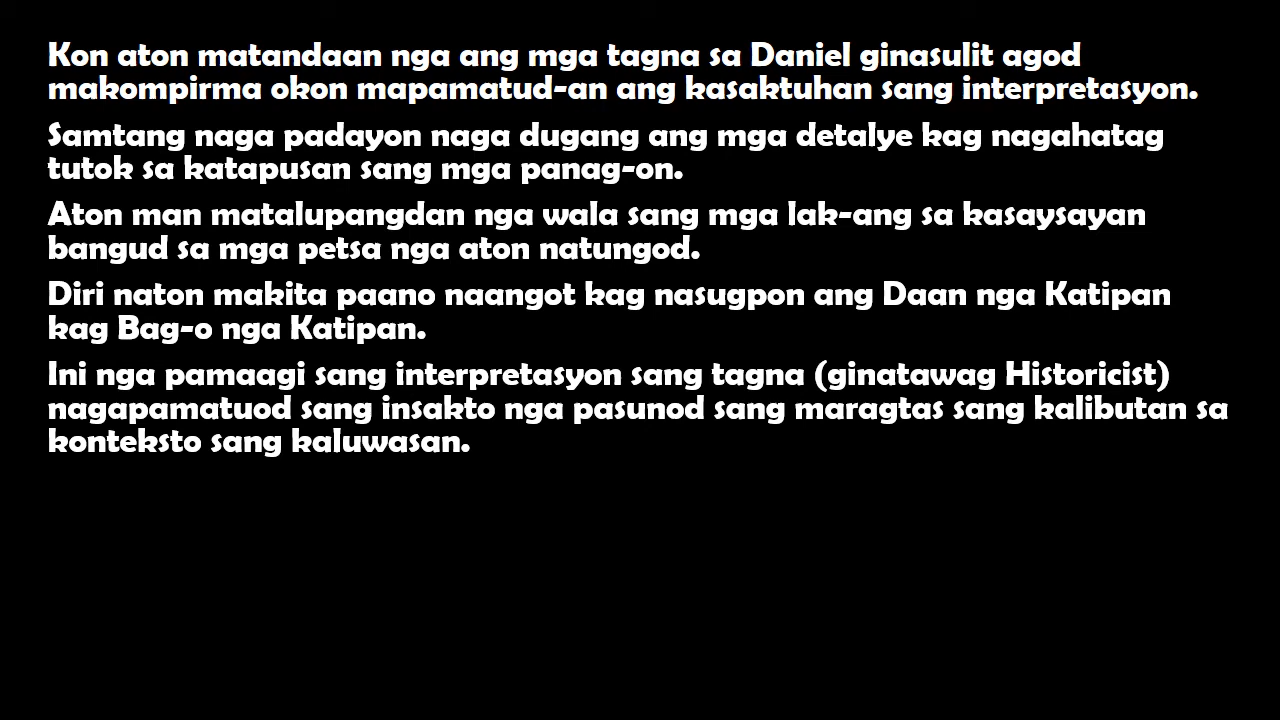 Kon aton matandaan nga ang mga tagna sa Daniel ginasulit agod
makompirma okon mapamatud-an ang kasaktuhan sang interpretasyon.
Samtang naga padayon naga dugang ang mga detalye kag nagahatag
tutok sa katapusan sang mga panag-on.
Aton man matalupangdan nga wala sang mga lak-ang sa kasaysayan
bangud sa mga petsa nga aton natungod.
Diri naton makita paano naangot kag nasugpon ang Daan nga Katipan
kag Bag-o nga Katipan.
Ini nga pamaagi sang interpretasyon sang tagna (ginatawag Historicist)
nagapamatuod sang insakto nga pasunod sang maragtas sang kalibutan sa
konteksto sang kaluwasan.